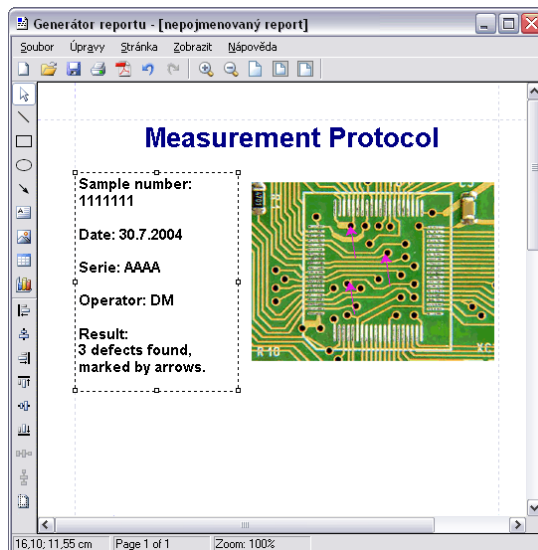 Generátor reportu - [nepojmenovaný report]
Soubor Úpravy Stránka Zobrazit Nápověda
Measurement Protocol
Sample number:
1111111
Date: 30.7.2004
Serie: AAAA
Operator: DM
Result:
3 defects found,
marked by arrows.
R-10
XC
16,10; 11,55 cm Page 1 of 1 Zoom: 100%